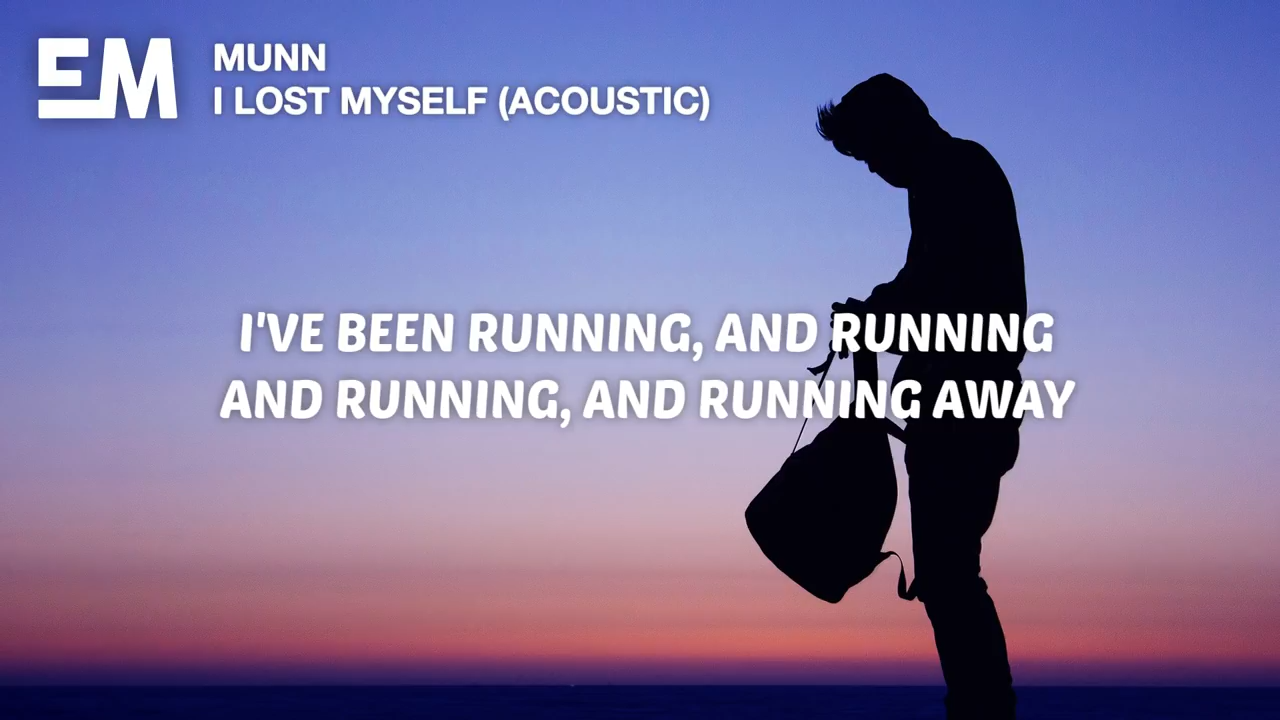 EM
MUNN
I LOST MYSELF (ACOUSTIC)
I'VE BEEN RUNNING, AND RUNNING
AND RUNNING, AND RUNNING AWAY